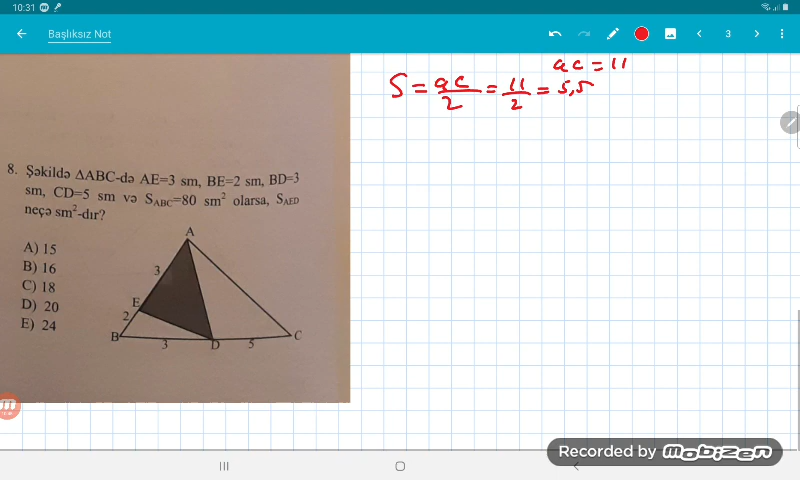 10:31
Başlıksız Not
3
ac = 11
S = ac/2 = 11/2 = 5,5
8. Şəkildə ΔABC-də AE=3 sm, BE=2 sm, BD=3
sm, CD=5 sm və S_ABC=80 sm² olarsa, S_AED
neçə sm²-dır?
A) 15
B) 16
C) 18
D) 20
E) 24
A
3
E
2
B
3
D
5
C
Recorded by mobizen